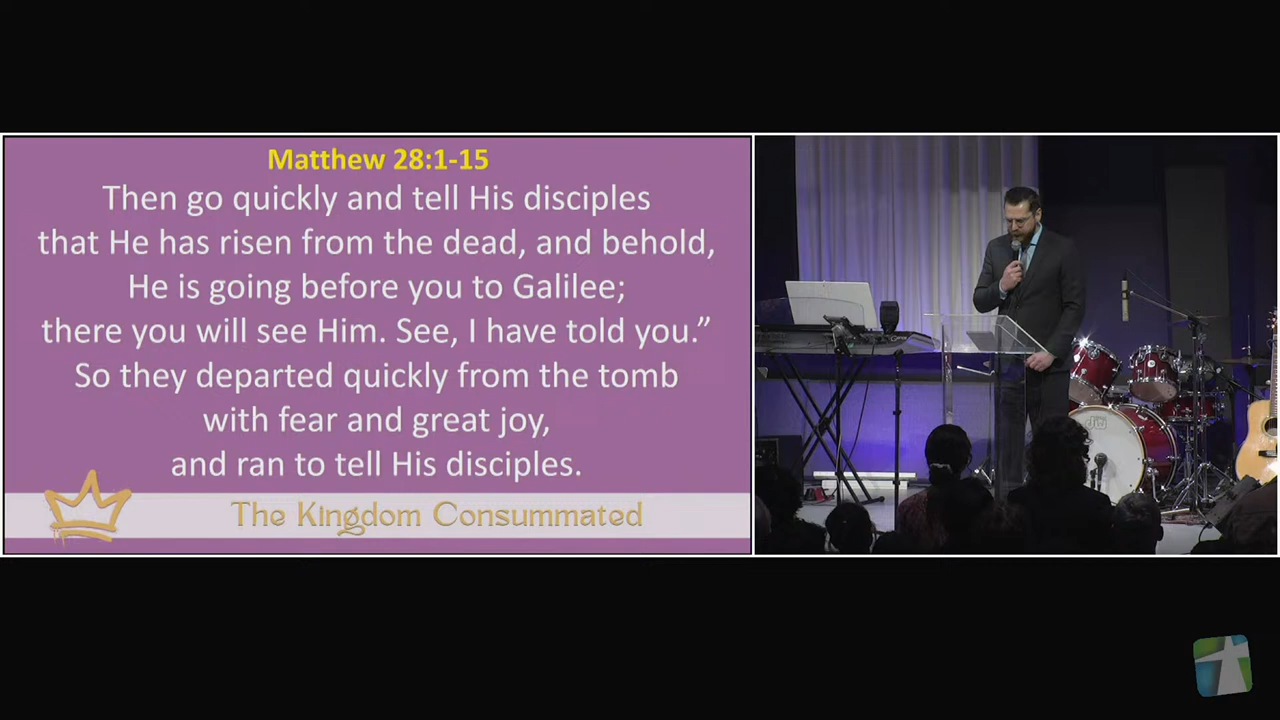 Matthew 28:1-15
Then go quickly and tell His disciples
that He has risen from the dead, and behold,
He is going before you to Galilee;
there you will see Him. See, I have told you.”
So they departed quickly from the tomb
with fear and great joy,
and ran to tell His disciples.
The Kingdom Consummated
dw